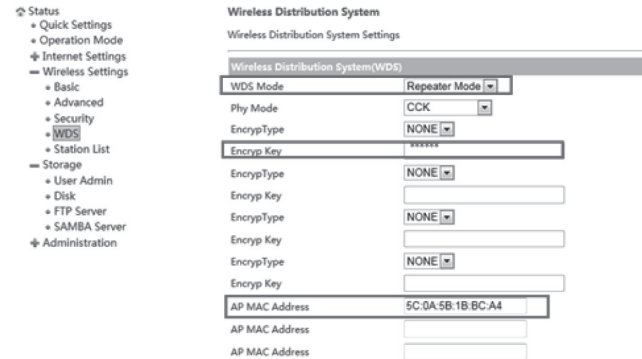 Status
Quick Settings
Operation Mode
Internet Settings
Wireless Settings
Basic
Advanced
Security
WDS
Station List
Storage
User Admin
Disk
FTP Server
SAMBA Server
Administration
Wireless Distribution System
Wireless Distribution System Settings
Wireless Distribution System(WDS)
WDS Mode Repeater Mode
Phy Mode CCK
EncrypType NONE
Encryp Key ******
EncrypType NONE
Encryp Key
EncrypType NONE
Encryp Key
EncrypType NONE
Encryp Key
AP MAC Address 5C:0A:5B:1B:BC:A4
AP MAC Address
AP MAC Address